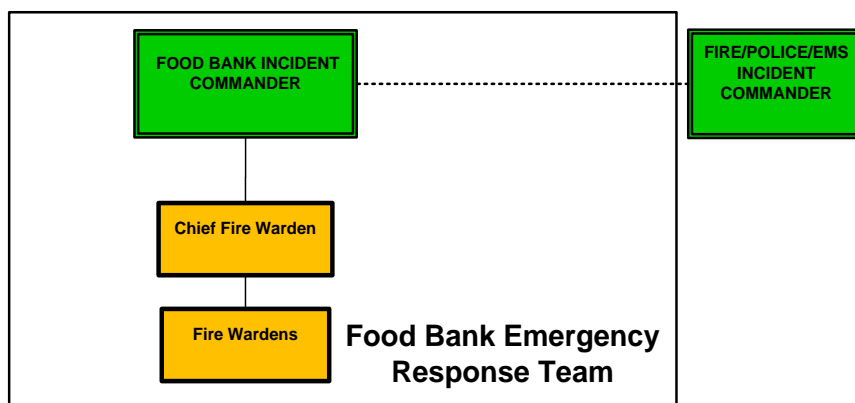 FOOD BANK INCIDENT
COMMANDER
FIRE/POLICE/EMS
INCIDENT
COMMANDER
Chief Fire Warden
Fire Wardens
Food Bank Emergency
Response Team